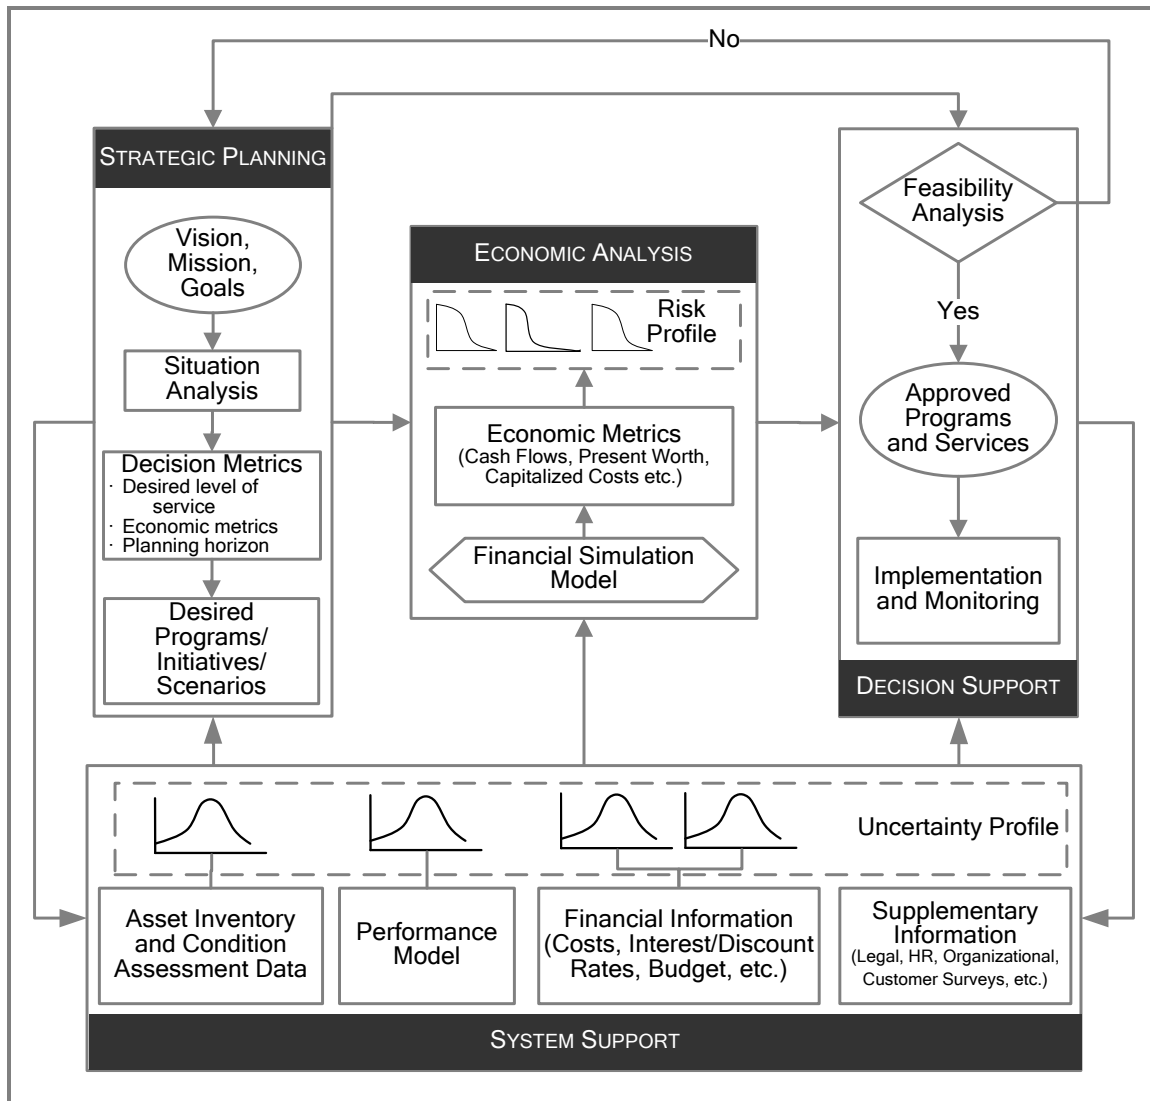 No
STRATEGIC PLANNING
Vision,
Mission,
Goals
Situation
Analysis
Decision Metrics
· Desired level of
service
· Economic metrics
· Planning horizon
Desired
Programs/
Initiatives/
Scenarios
ECONOMIC ANALYSIS
Risk
Profile
Economic Metrics
(Cash Flows, Present Worth,
Capitalized Costs etc.)
Financial Simulation
Model
Feasibility
Analysis
Yes
Approved
Programs
and Services
Implementation
and Monitoring
DECISION SUPPORT
Uncertainty Profile
Asset Inventory
and Condition
Assessment Data
Performance
Model
Financial Information
(Costs, Interest/Discount
Rates, Budget, etc.)
Supplementary
Information
(Legal, HR, Organizational,
Customer Surveys, etc.)
SYSTEM SUPPORT